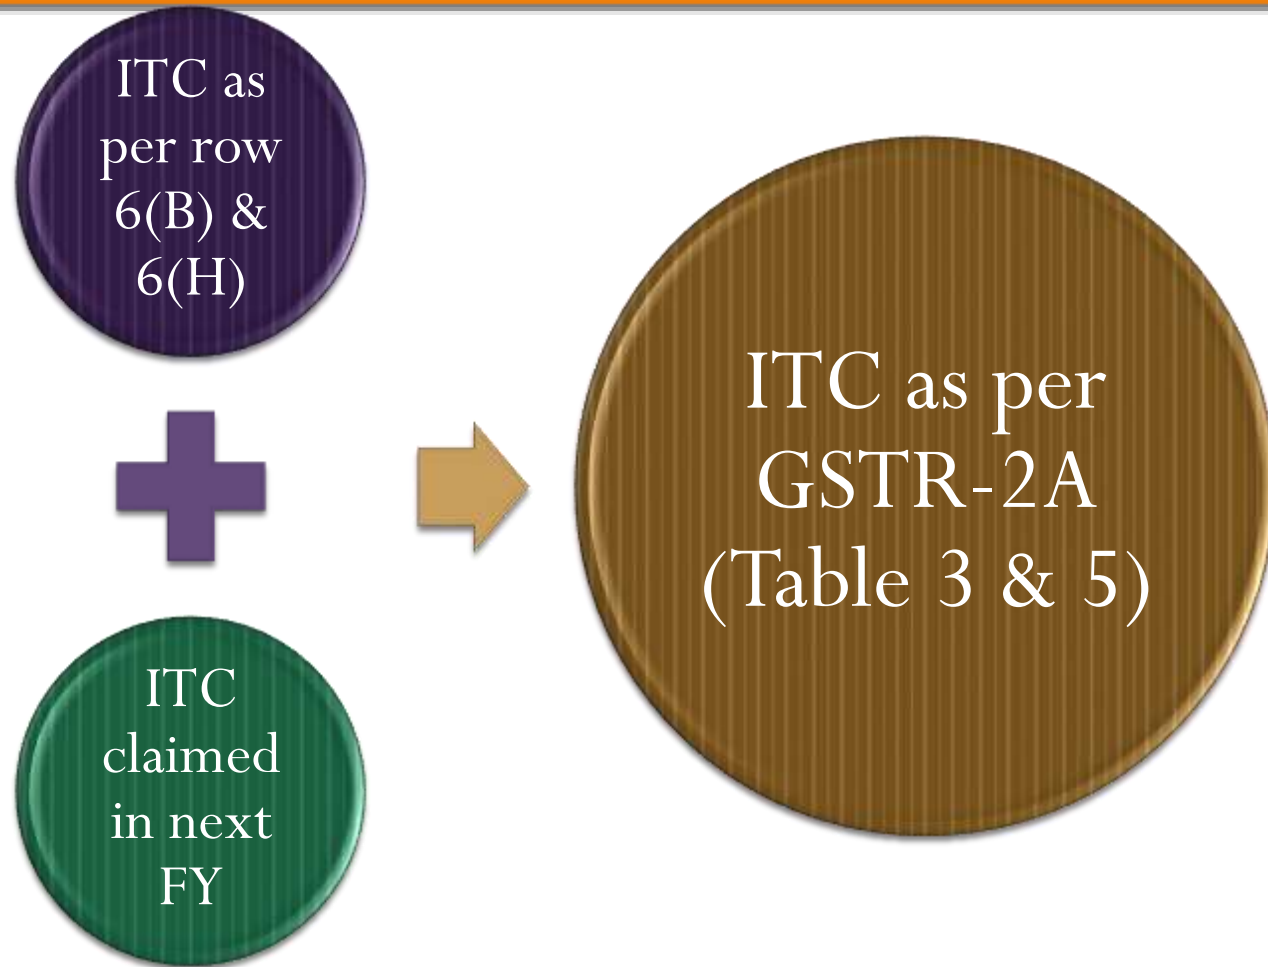 ITC as
per row
6(B) &
6(H)
ITC
claimed
in next
FY
ITC as per
GSTR-2A
(Table 3 & 5)